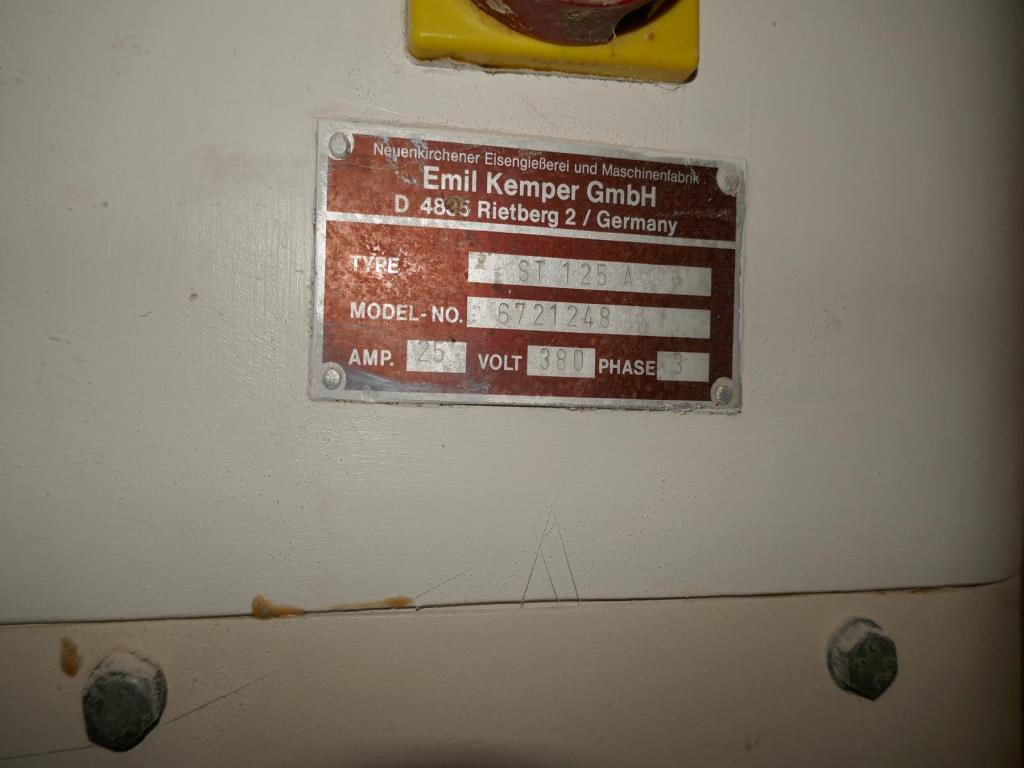 Neuenkirchener Eisengießerei und Maschinenfabrik
Emil Kemper GmbH
D 4835 Rietberg 2 / Germany
TYPE ST 125 A
MODEL-NO. 6721248
AMP. 25 VOLT 380 PHASE 3